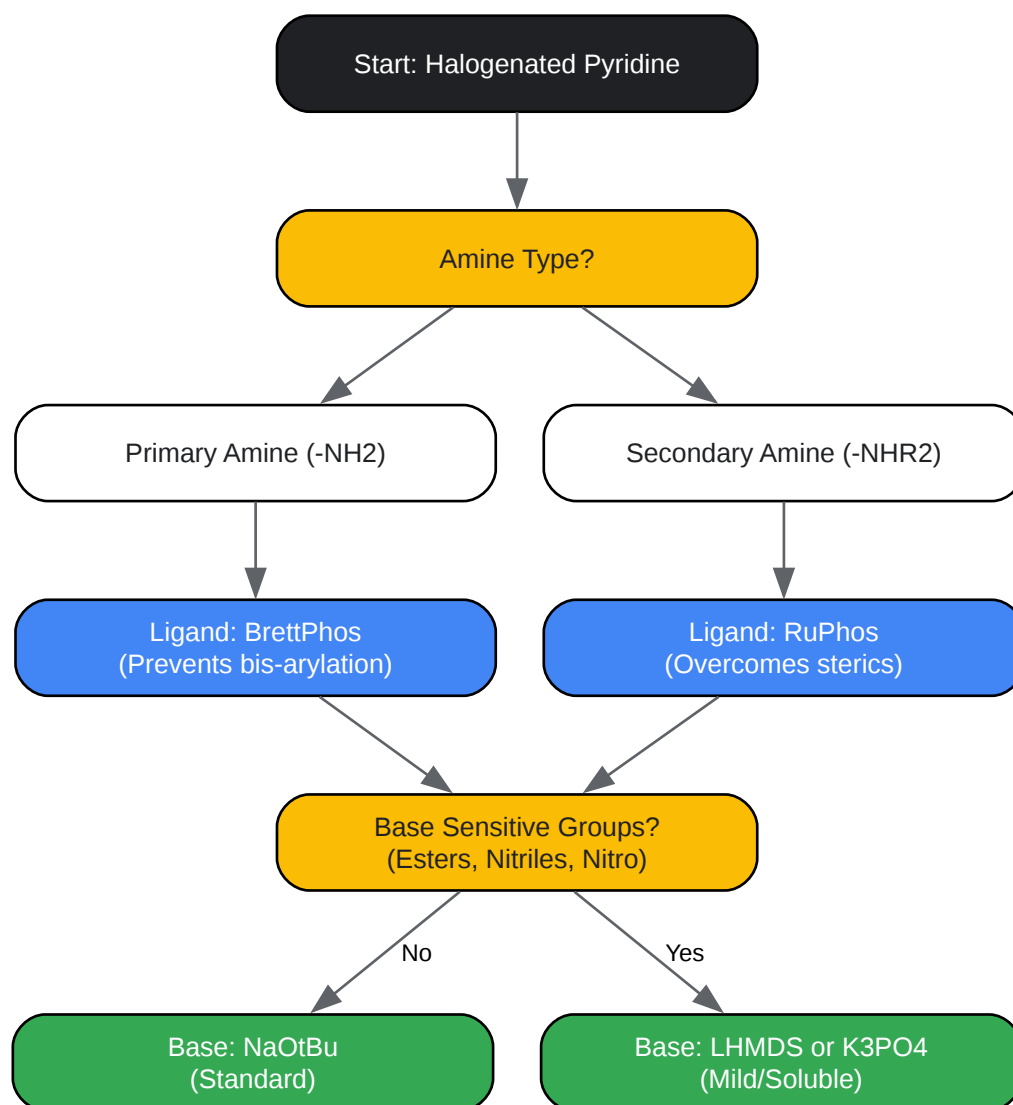 Start: Halogenated Pyridine
Amine Type?
Primary Amine (-NH2)
Secondary Amine (-NHR2)
Ligand: BrettPhos
(Prevents bis-arylation)
Ligand: RuPhos
(Overcomes sterics)
Base Sensitive Groups?
(Esters, Nitriles, Nitro)
No
Yes
Base: NaOtBu
(Standard)
Base: LHMDS or K3PO4
(Mild/Soluble)